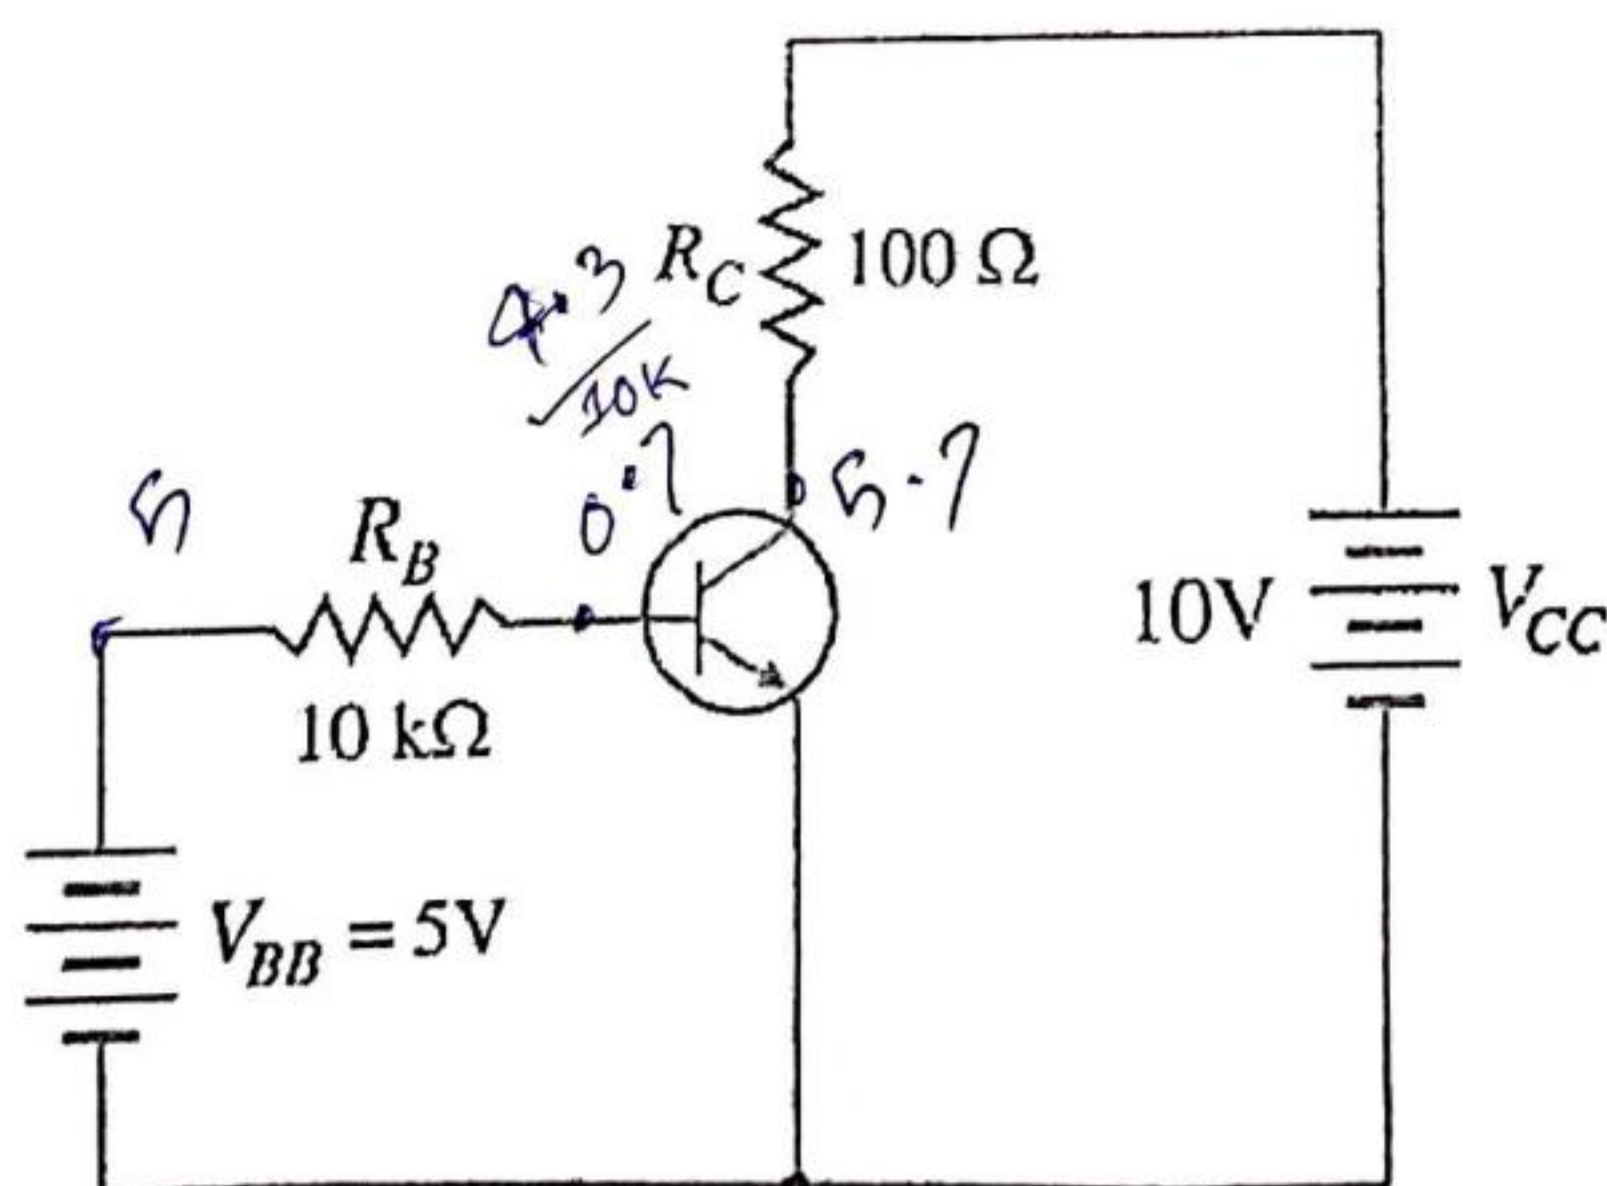 R_C 100 Ω
4.3
10K
5
R_B
0.7
5.7
10 kΩ
10V V_CC
V_BB = 5V